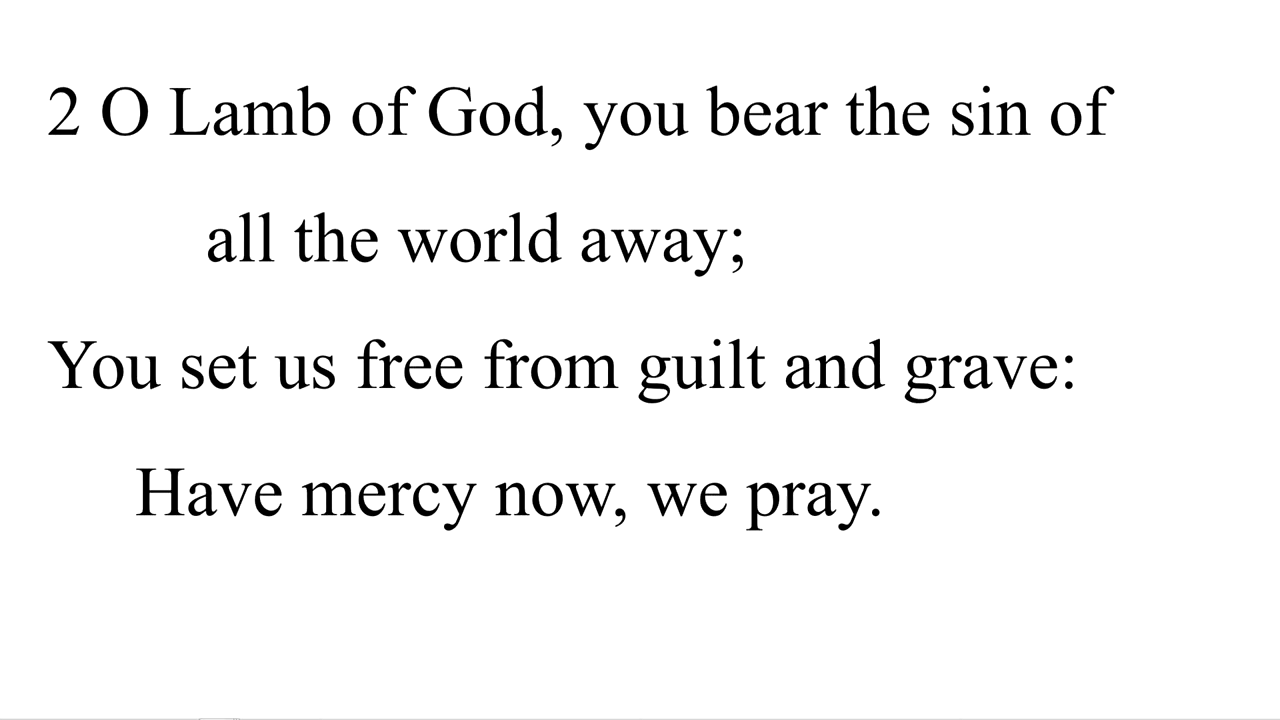 2 O Lamb of God, you bear the sin of
all the world away;
You set us free from guilt and grave:
Have mercy now, we pray.